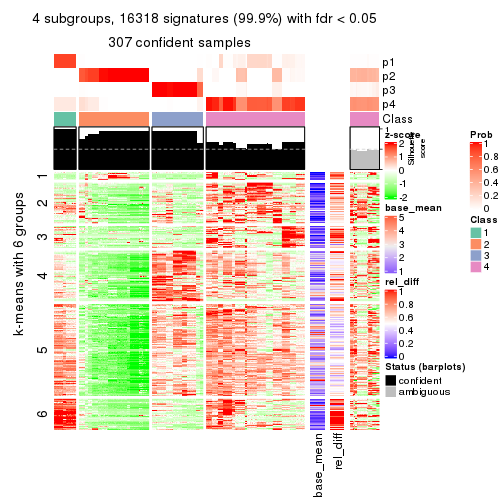 4 subgroups, 16318 signatures (99.9%) with fdr < 0.05
307 confident samples
p1
p2
p3
p4
Class
1
Silhouette
score
k-means with 6 groups
1
2
3
4
5
6
base_mean
rel_diff
z-score
2
1
0
-1
-2
base_mean
5
4
3
2
1
rel_diff
1
0.8
0.6
0.4
0.2
0
Status (barplots)
confident
ambiguous
Prob
1
0.8
0.6
0.4
0.2
0
Class
1
2
3
4